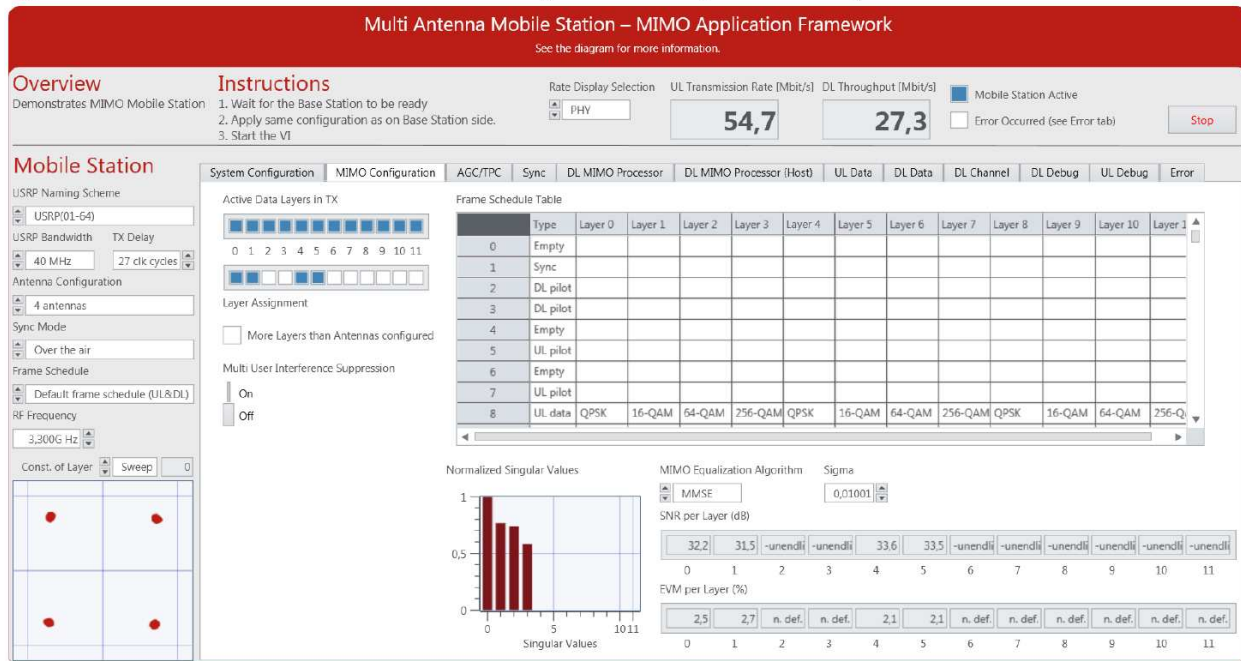 Multi Antenna Mobile Station – MIMO Application Framework
See the diagram for more information.
Overview
Demonstrates MIMO Mobile Station
Instructions
1. Wait for the Base Station to be ready
2. Apply same configuration as on Base Station side.
3. Start the VI
Rate Display Selection
PHY
UL Transmission Rate [Mbit/s]
54,7
DL Throughput [Mbit/s]
27,3
Mobile Station Active
Error Occurred (see Error tab)
Stop
Mobile Station
USRP Naming Scheme
USRP(01-64)
USRP Bandwidth TX Delay
40 MHz 27 clk cycles
Antenna Configuration
4 antennas
Sync Mode
Over the air
Frame Schedule
Default frame schedule (UL&DL)
RF Frequency
3,300G Hz
Const. of Layer Sweep 0
System Configuration MIMO Configuration AGC/TPC Sync DL MIMO Processor DL MIMO Processor (Host) UL Data DL Data DL Channel DL Debug UL Debug Error
Active Data Layers in TX
0 1 2 3 4 5 6 7 8 9 10 11
Layer Assignment
More Layers than Antennas configured
Multi User Interference Suppression
On
Off
Frame Schedule Table
Type Layer 0 Layer 1 Layer 2 Layer 3 Layer 4 Layer 5 Layer 6 Layer 7 Layer 8 Layer 9 Layer 10 Layer 1
0 Empty
1 Sync
2 DL pilot
3 DL pilot
4 Empty
5 UL pilot
6 Empty
7 UL pilot
8 UL data QPSK 16-QAM 64-QAM 256-QAM QPSK 16-QAM 64-QAM 256-QAM QPSK 16-QAM 64-QAM 256-Q
Normalized Singular Values
1
0,5
0
0 5 10 11
Singular Values
MIMO Equalization Algorithm Sigma
MMSE 0,01001
SNR per Layer (dB)
32,2 31,5 -unendli -unendli 33,6 33,5 -unendli -unendli -unendli -unendli -unendli -unendli
0 1 2 3 4 5 6 7 8 9 10 11
EVM per Layer (%)
2,5 2,7 n. def. n. def. 2,1 2,1 n. def. n. def. n. def. n. def. n. def. n. def.
0 1 2 3 4 5 6 7 8 9 10 11